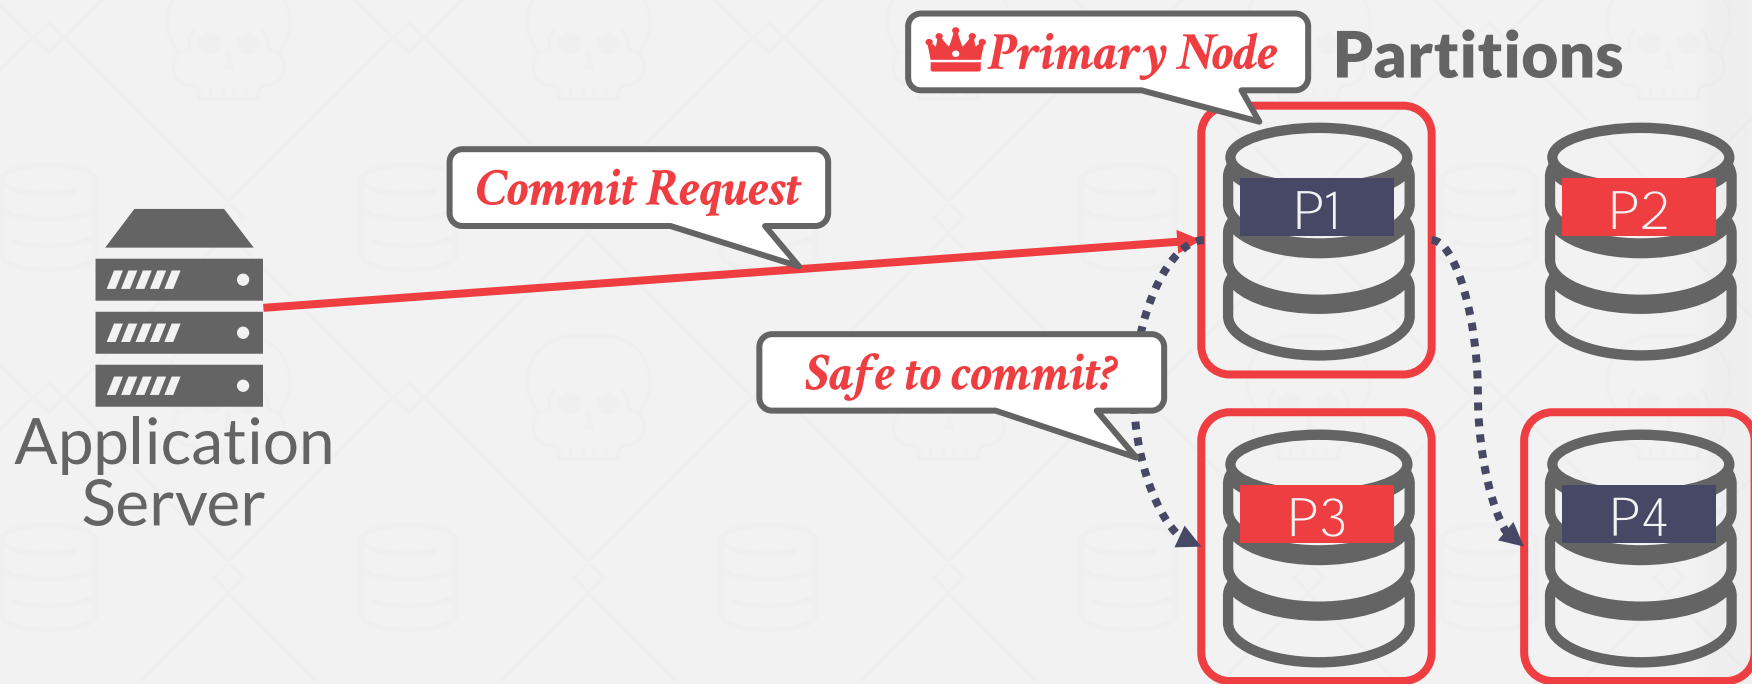 Primary Node
Partitions
Commit Request
P1
P2
Safe to commit?
Application
Server
P3
P4